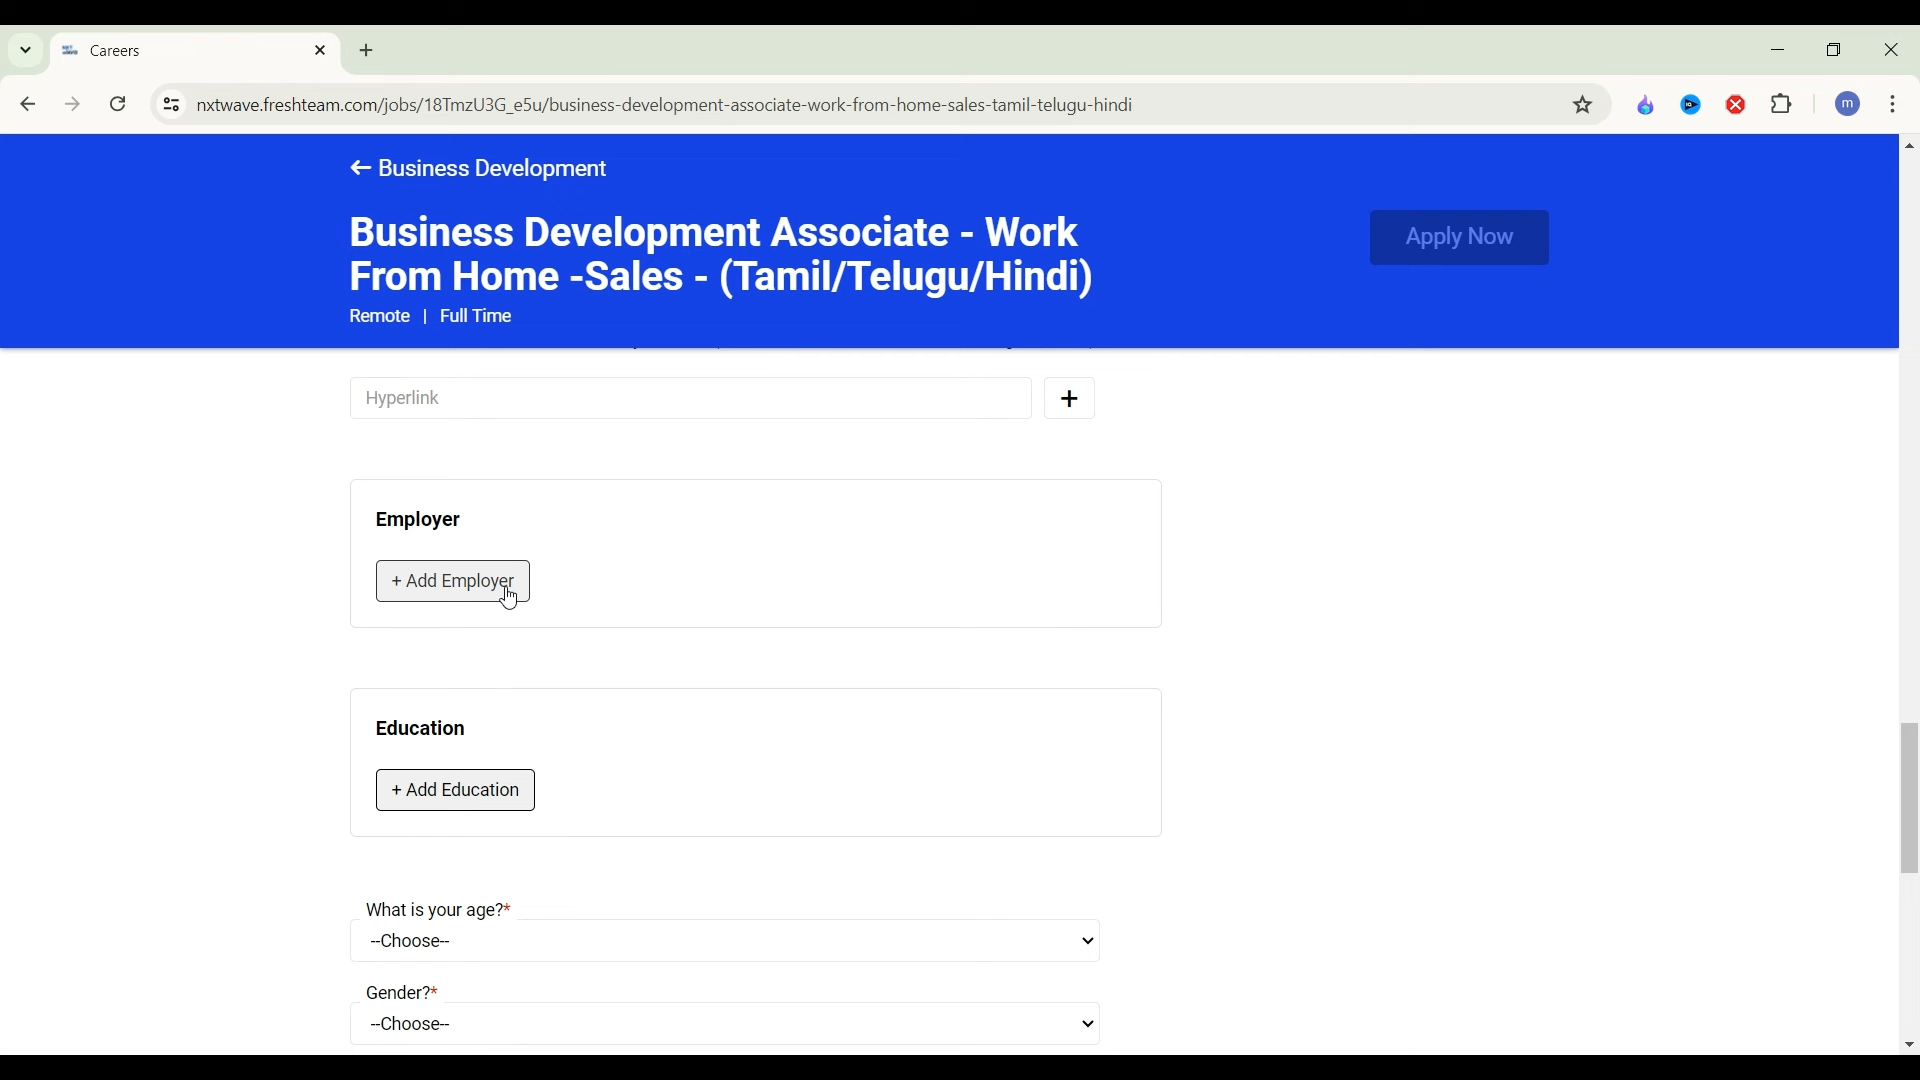 Careers
nxtwave.freshteam.com/jobs/18TmzU3G_e5u/business-development-associate-work-from-home-sales-tamil-telugu-hindi
m
← Business Development
Business Development Associate - Work
From Home -Sales - (Tamil/Telugu/Hindi)
Apply Now
Remote | Full Time
Hyperlink
+
Employer
+ Add Employer
Education
+ Add Education
What is your age?*
--Choose--
Gender?*
--Choose--